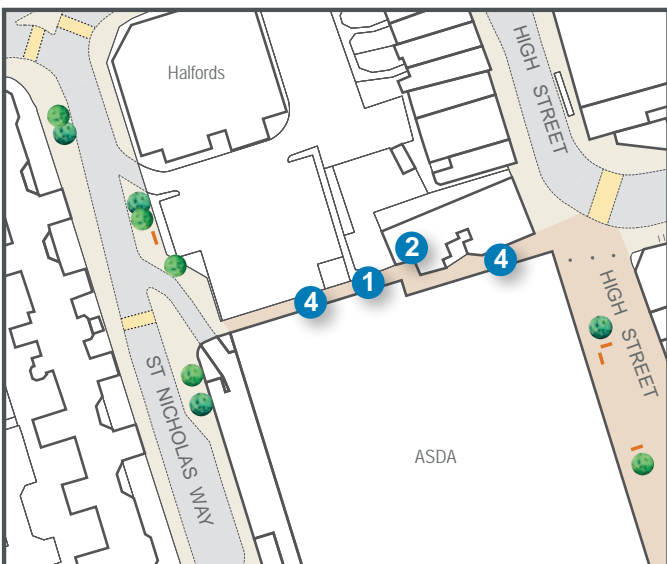 HIGH STREET
Halfords
2
4
1
4
HIGH STREET
ST NICHOLAS WAY
ASDA